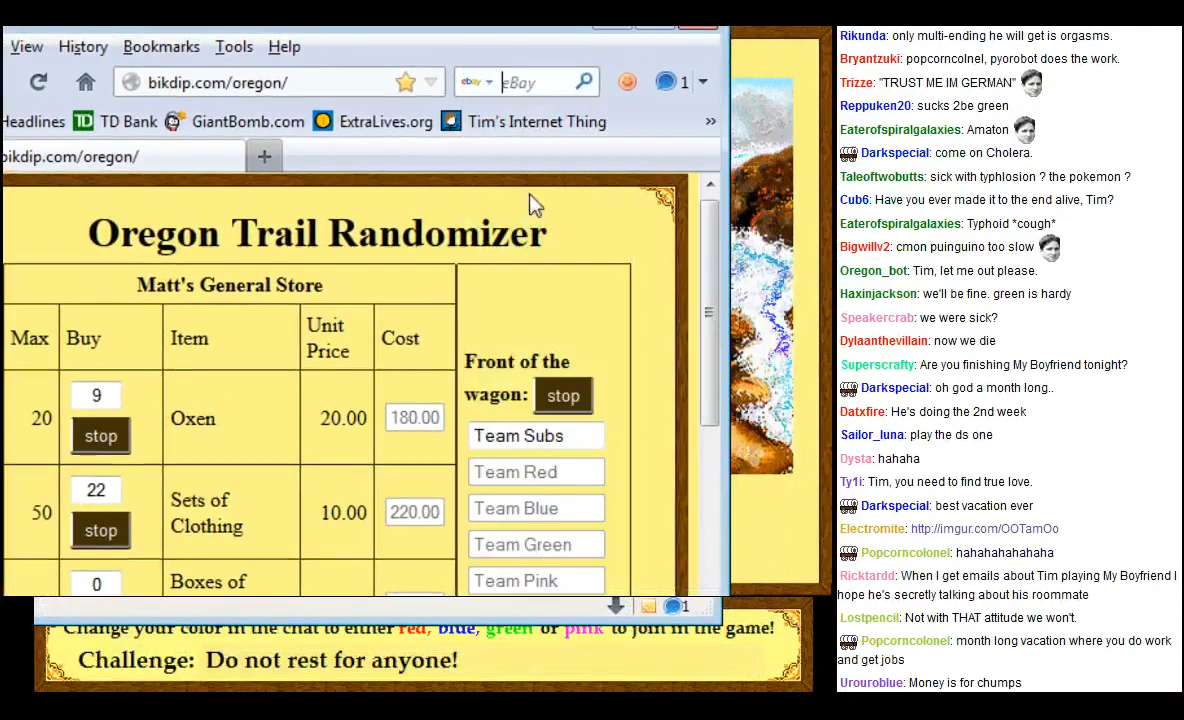 View History Bookmarks Tools Help
bikdip.com/oregon/ ebay eBay 1
Headlines TD TD Bank GiantBomb.com ExtraLives.org Tim's Internet Thing »
bikdip.com/oregon/ +
Oregon Trail Randomizer
Matt's General Store
Max Buy Item Unit Price Cost
20 9 stop Oxen 20.00 180.00
50 22 stop Sets of Clothing 10.00 220.00
0 Boxes of
Front of the
wagon: stop
Team Subs
Team Red
Team Blue
Team Green
Team Pink
1
Change your color in the chat to either red, blue, green or pink to join in the game!
Challenge: Do not rest for anyone!
Rikunda: only multi-ending he will get is orgasms.
Bryantzuki: popcorncolnel, pyorobot does the work.
Trizze: "TRUST ME IM GERMAN"
Reppuken20: sucks 2be green
Eaterofspiralgalaxies: Amaton
Darkspecial: come on Cholera.
Taleoftwobutts: sick with typhlosion ? the pokemon ?
Cub6: Have you ever made it to the end alive, Tim?
Eaterofspiralgalaxies: Typhoid *cough*
Bigwillv2: cmon puinguino too slow
Oregon_bot: Tim, let me out please.
Haxinjackson: we'll be fine. green is hardy
Speakercrab: we were sick?
Dylaanthevillain: now we die
Superscrafty: Are you finishing My Boyfriend tonight?
Darkspecial: oh god a month long..
Datxfire: He's doing the 2nd week
Sailor_luna: play the ds one
Dysta: hahaha
Ty1i: Tim, you need to find true love.
Darkspecial: best vacation ever
Electromite: http://imgur.com/OOTamOo
Popcorncolonel: hahahahahahaha
Ricktardd: When I get emails about Tim playing My Boyfriend I
hope he's secretly talking about his roommate
Lostpencil: Not with THAT attitude we won't.
Popcorncolonel: month long vacation where you do work
and get jobs
Urouroblue: Money is for chumps